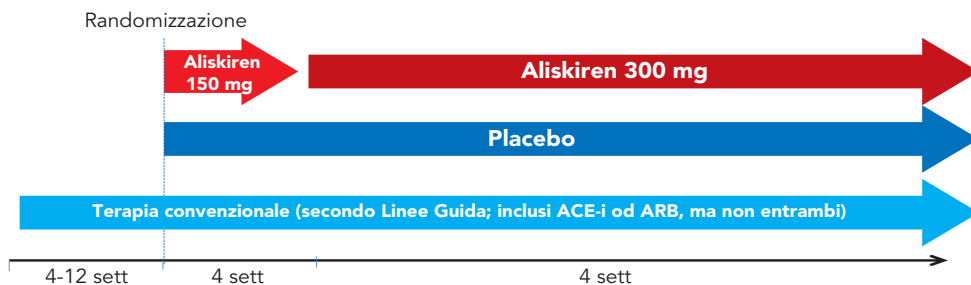 Randomizzazione
Aliskiren
150 mg
Aliskiren 300 mg
Placebo
Terapia convenzionale (secondo Linee Guida; inclusi ACE-i od ARB, ma non entrambi)
4-12 sett
4 sett
4 sett